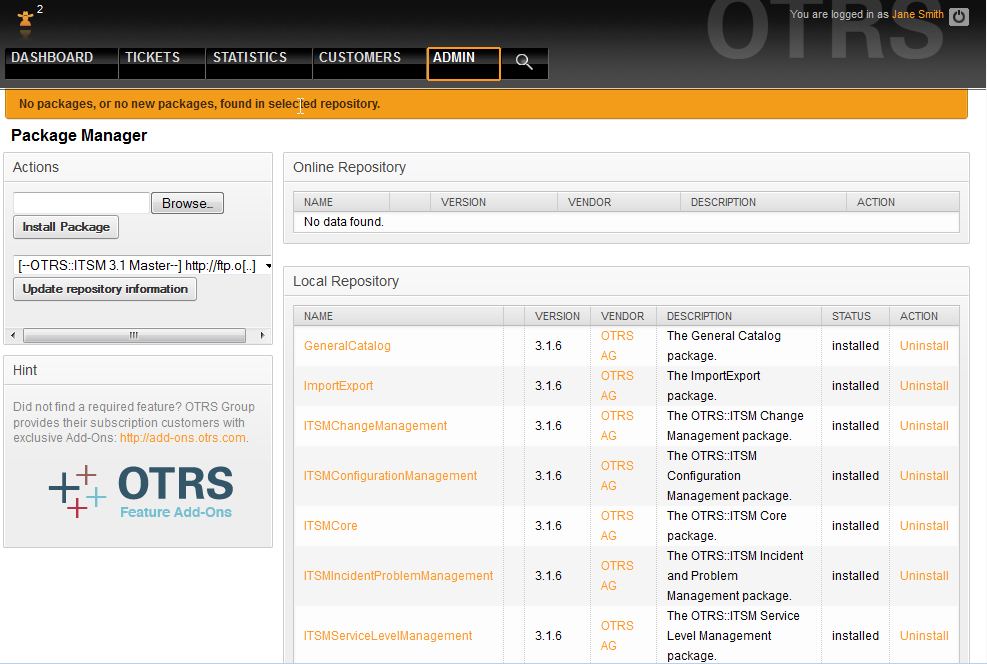 2
OTRS
You are logged in as Jane Smith
DASHBOARD TICKETS STATISTICS CUSTOMERS ADMIN
No packages, or no new packages, found in selected repository.
Package Manager
Actions
Browse...
Install Package
[--OTRS::ITSM 3.1 Master--] http://ftp.o[..]
Update repository information
Hint
Did not find a required feature? OTRS Group
provides their subscription customers with
exclusive Add-Ons: http://add-ons.otrs.com.
OTRS
Feature Add-Ons
Online Repository
NAME VERSION VENDOR DESCRIPTION ACTION
No data found.
Local Repository
NAME VERSION VENDOR DESCRIPTION STATUS ACTION
GeneralCatalog 3.1.6 OTRS AG The General Catalog
package. installed Uninstall
ImportExport 3.1.6 OTRS AG The ImportExport
package. installed Uninstall
ITSMChangeManagement 3.1.6 OTRS AG The OTRS::ITSM Change
Management package. installed Uninstall
ITSMConfigurationManagement 3.1.6 OTRS AG The OTRS::ITSM
Configuration
Management package. installed Uninstall
ITSMCore 3.1.6 OTRS AG The OTRS::ITSM Core
package. installed Uninstall
ITSMIncidentProblemManagement 3.1.6 OTRS AG The OTRS::ITSM Incident
and Problem
Management package. installed Uninstall
ITSMServiceLevelManagement 3.1.6 OTRS AG The OTRS::ITSM Service
Level Management
package. installed Uninstall